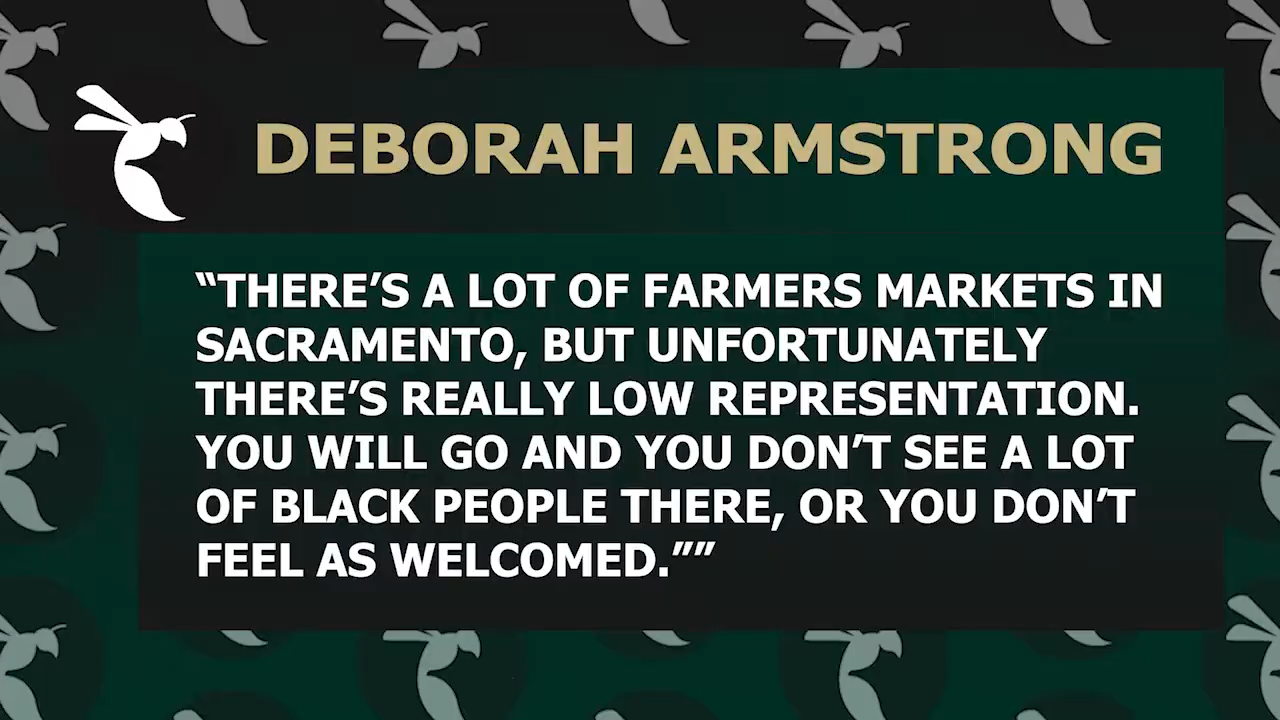 DEBORAH ARMSTRONG
“THERE’S A LOT OF FARMERS MARKETS IN
SACRAMENTO, BUT UNFORTUNATELY
THERE’S REALLY LOW REPRESENTATION.
YOU WILL GO AND YOU DON’T SEE A LOT
OF BLACK PEOPLE THERE, OR YOU DON’T
FEEL AS WELCOMED.””